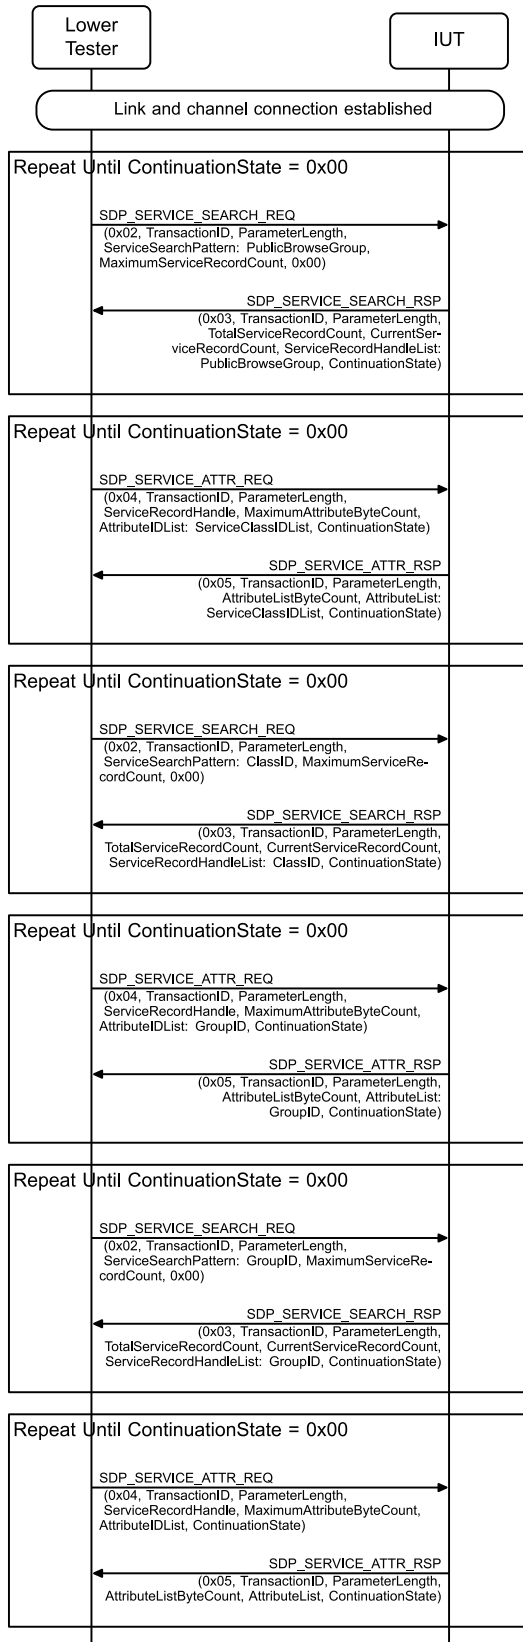 Lower
Tester
IUT
Link and channel connection established
Repeat Until ContinuationState = 0x00
SDP_SERVICE_SEARCH_REQ
(0x02, TransactionID, ParameterLength,
ServiceSearchPattern: PublicBrowseGroup,
MaximumServiceRecordCount, 0x00)
SDP_SERVICE_SEARCH_RSP
(0x03, TransactionID, ParameterLength,
TotalServiceRecordCount, CurrentSer-
viceRecordCount, ServiceRecordHandleList:
PublicBrowseGroup, ContinuationState)
Repeat Until ContinuationState = 0x00
SDP_SERVICE_ATTR_REQ
(0x04, TransactionID, ParameterLength,
ServiceRecordHandle, MaximumAttributeByteCount,
AttributeIDList: ServiceClassIDList, ContinuationState)
SDP_SERVICE_ATTR_RSP
(0x05, TransactionID, ParameterLength,
AttributeListByteCount, AttributeList:
ServiceClassIDList, ContinuationState)
Repeat Until ContinuationState = 0x00
SDP_SERVICE_SEARCH_REQ
(0x02, TransactionID, ParameterLength,
ServiceSearchPattern: ClassID, MaximumServiceRe-
cordCount, 0x00)
SDP_SERVICE_SEARCH_RSP
(0x03, TransactionID, ParameterLength,
TotalServiceRecordCount, CurrentServiceRecordCount,
ServiceRecordHandleList: ClassID, ContinuationState)
Repeat Until ContinuationState = 0x00
SDP_SERVICE_ATTR_REQ
(0x04, TransactionID, ParameterLength,
ServiceRecordHandle, MaximumAttributeByteCount,
AttributeIDList: GroupID, ContinuationState)
SDP_SERVICE_ATTR_RSP
(0x05, TransactionID, ParameterLength,
AttributeListByteCount, AttributeList:
GroupID, ContinuationState)
Repeat Until ContinuationState = 0x00
SDP_SERVICE_SEARCH_REQ
(0x02, TransactionID, ParameterLength,
ServiceSearchPattern: GroupID, MaximumServiceRe-
cordCount, 0x00)
SDP_SERVICE_SEARCH_RSP
(0x03, TransactionID, ParameterLength,
TotalServiceRecordCount, CurrentServiceRecordCount,
ServiceRecordHandleList: GroupID, ContinuationState)
Repeat Until ContinuationState = 0x00
SDP_SERVICE_ATTR_REQ
(0x04, TransactionID, ParameterLength,
ServiceRecordHandle, MaximumAttributeByteCount,
AttributeIDList, ContinuationState)
SDP_SERVICE_ATTR_RSP
(0x05, TransactionID, ParameterLength,
AttributeListByteCount, AttributeList, ContinuationState)